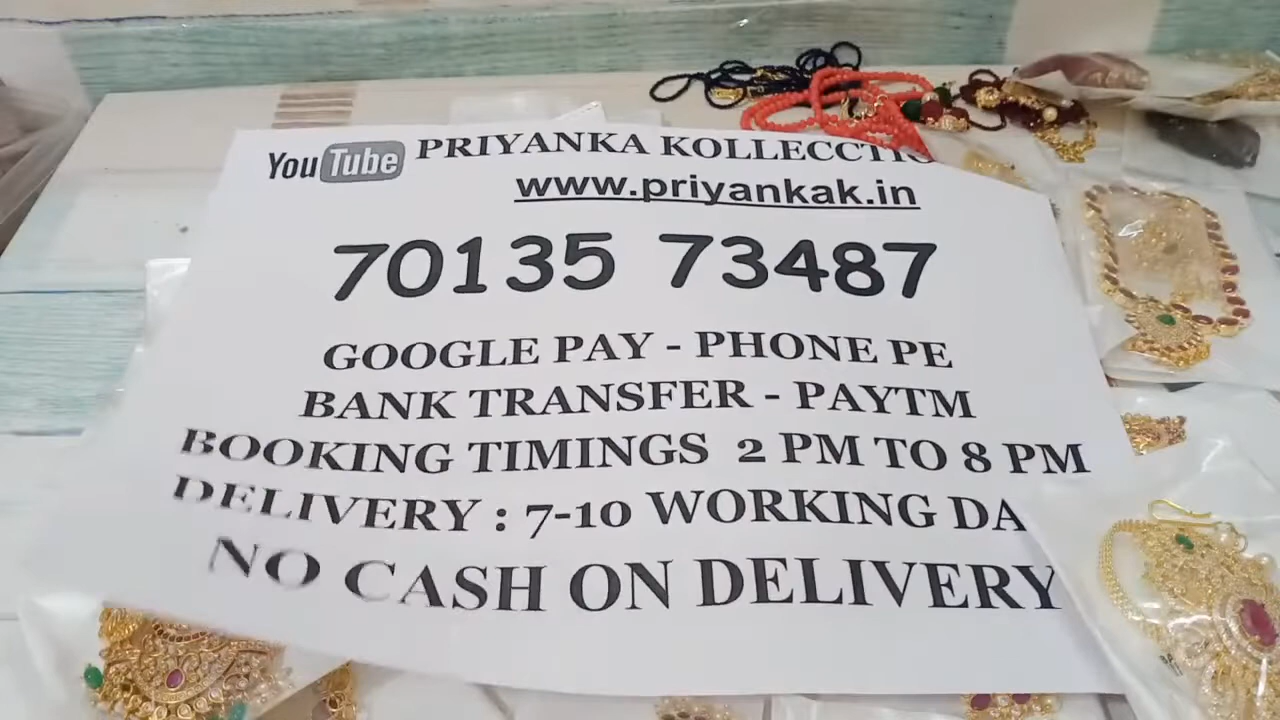 YouTube PRIYANKA KOLLECCTIO
www.priyankak.in
70135 73487
GOOGLE PAY - PHONE PE
BANK TRANSFER - PAYTM
BOOKING TIMINGS 2 PM TO 8 PM
DELIVERY : 7-10 WORKING DA
NO CASH ON DELIVERY